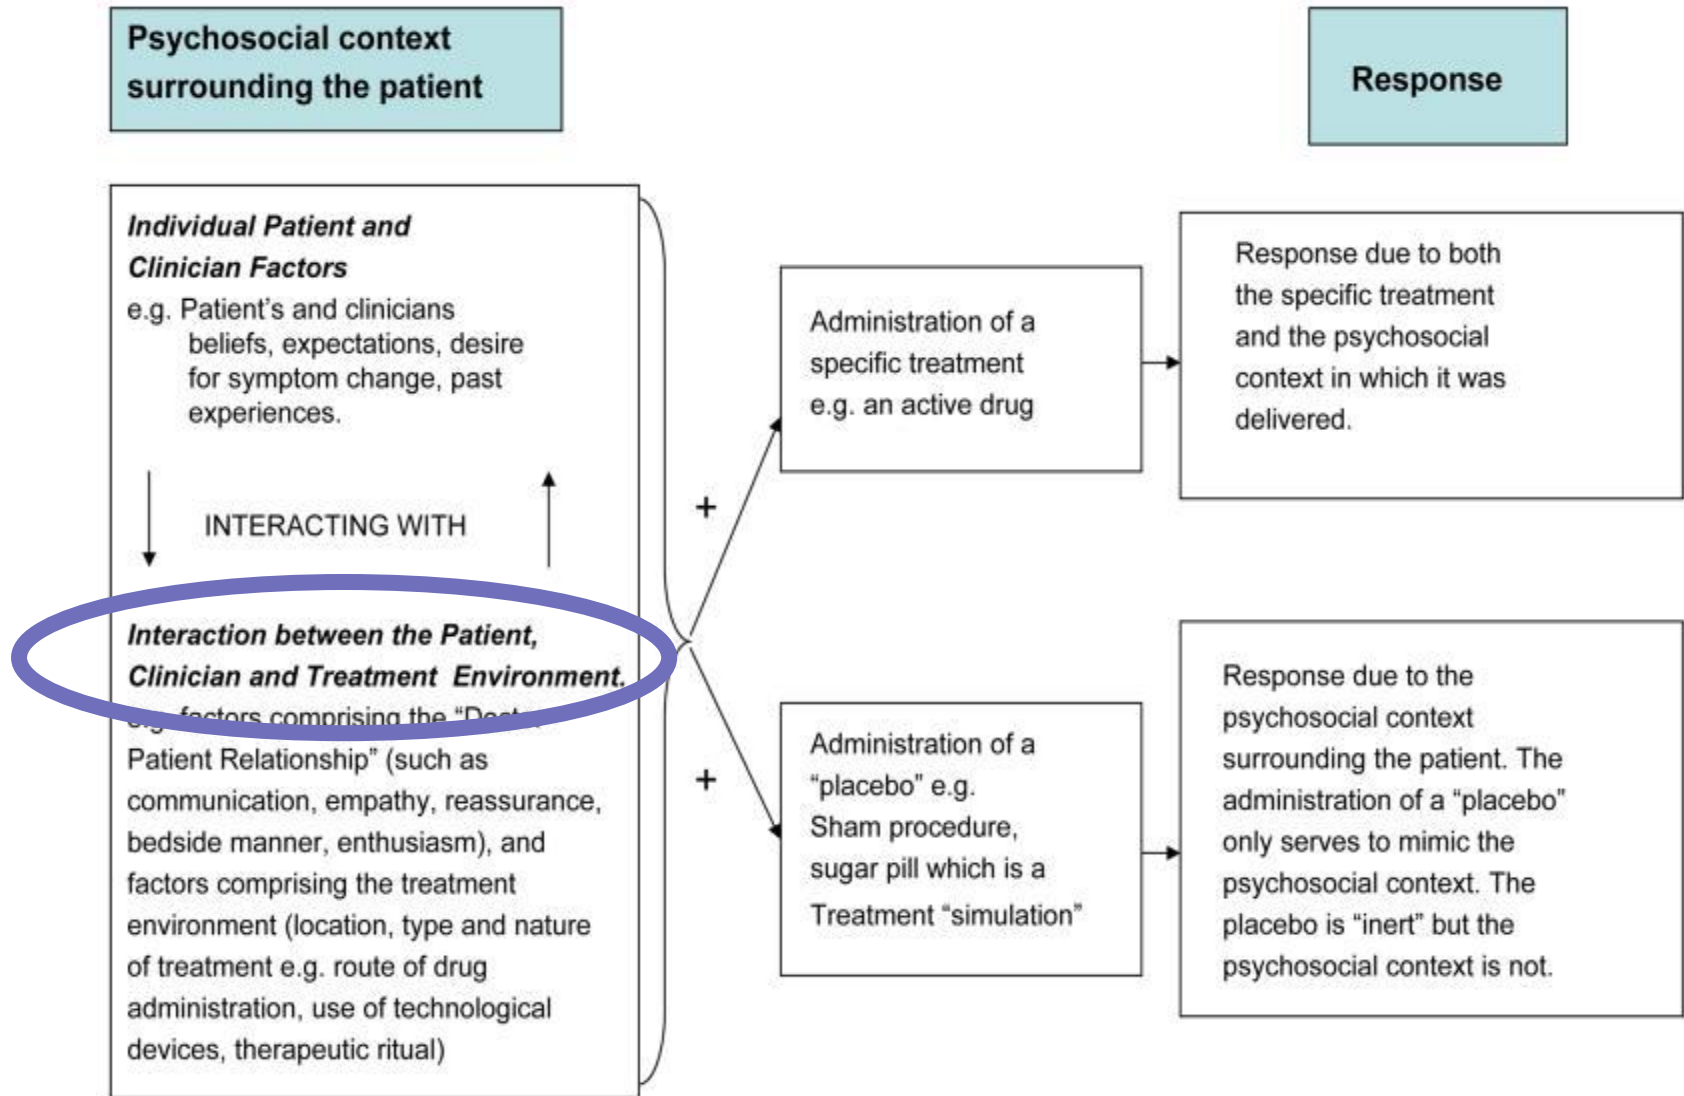 Psychosocial context
surrounding the patient
Response
Individual Patient and
Clinician Factors
e.g. Patient's and clinicians
beliefs, expectations, desire
for symptom change, past
experiences.
INTERACTING WITH
Interaction between the Patient,
Clinician and Treatment Environment.
factors comprising the
Patient Relationship” (such as
communication, empathy, reassurance,
bedside manner, enthusiasm), and
factors comprising the treatment
environment (location, type and nature
of treatment e.g. route of drug
administration, use of technological
devices, therapeutic ritual)
+
+
Administration of a
specific treatment
e.g. an active drug
Administration of a
“placebo” e.g.
Sham procedure,
sugar pill which is a
Treatment “simulation”
Response due to both
the specific treatment
and the psychosocial
context in which it was
delivered.
Response due to the
psychosocial context
surrounding the patient. The
administration of a “placebo”
only serves to mimic the
psychosocial context. The
placebo is “inert” but the
psychosocial context is not.